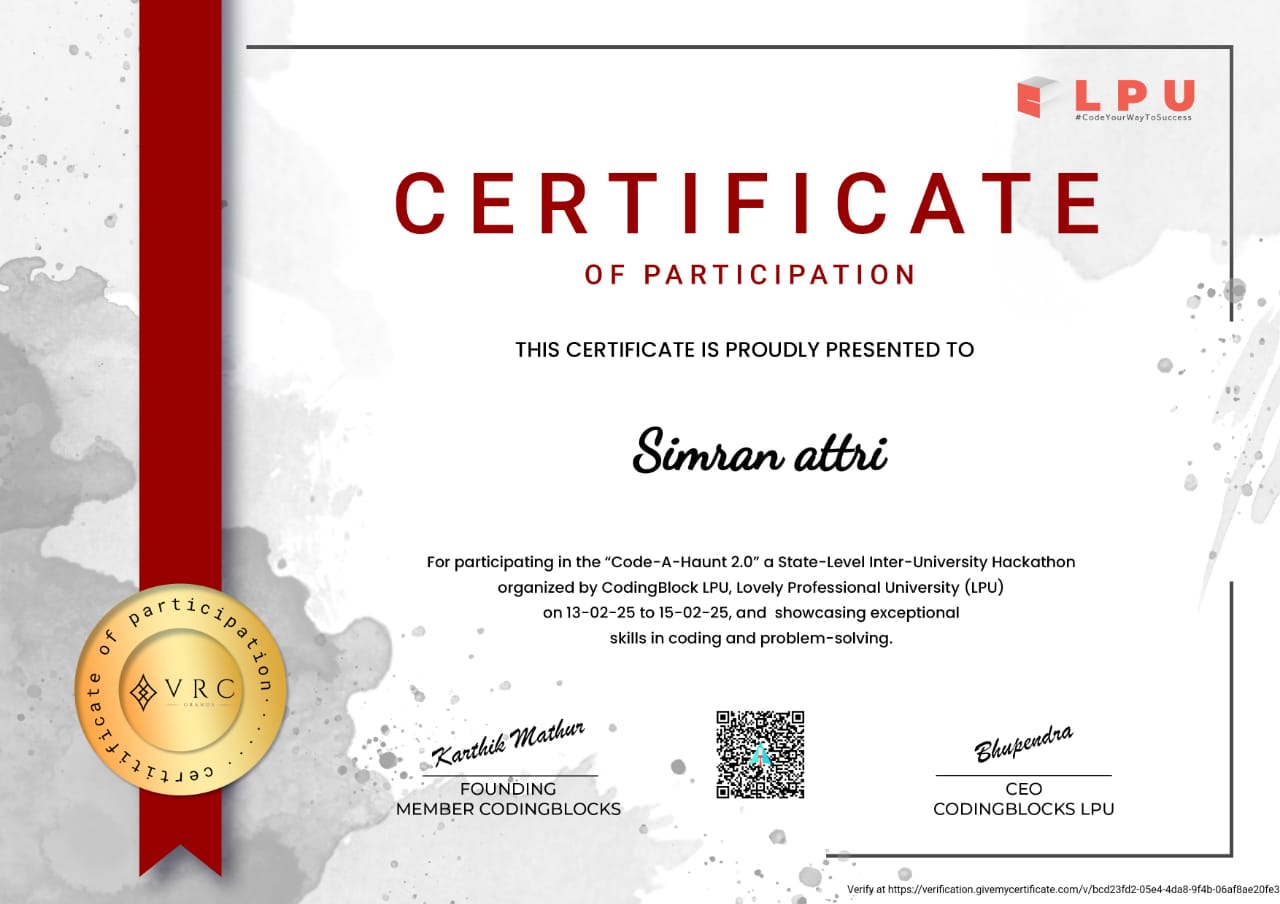 LPU
#CodeYourWayToSuccess
CERTIFICATE
OF PARTICIPATION
THIS CERTIFICATE IS PROUDLY PRESENTED TO
Simran attri
For participating in the “Code-A-Haunt 2.0” a State-Level Inter-University Hackathon
organized by CodingBlock LPU, Lovely Professional University (LPU)
on 13-02-25 to 15-02-25, and showcasing exceptional
skills in coding and problem-solving.
certificate of participation.....
VRC
GRANDE
Karthik Mathur
FOUNDING
MEMBER CODINGBLOCKS
Bhupendra
CEO
CODINGBLOCKS LPU
Verify at https://verification.givemycertificate.com/v/bcd23fd2-05e4-4da8-9f4b-06af8ae20fe3